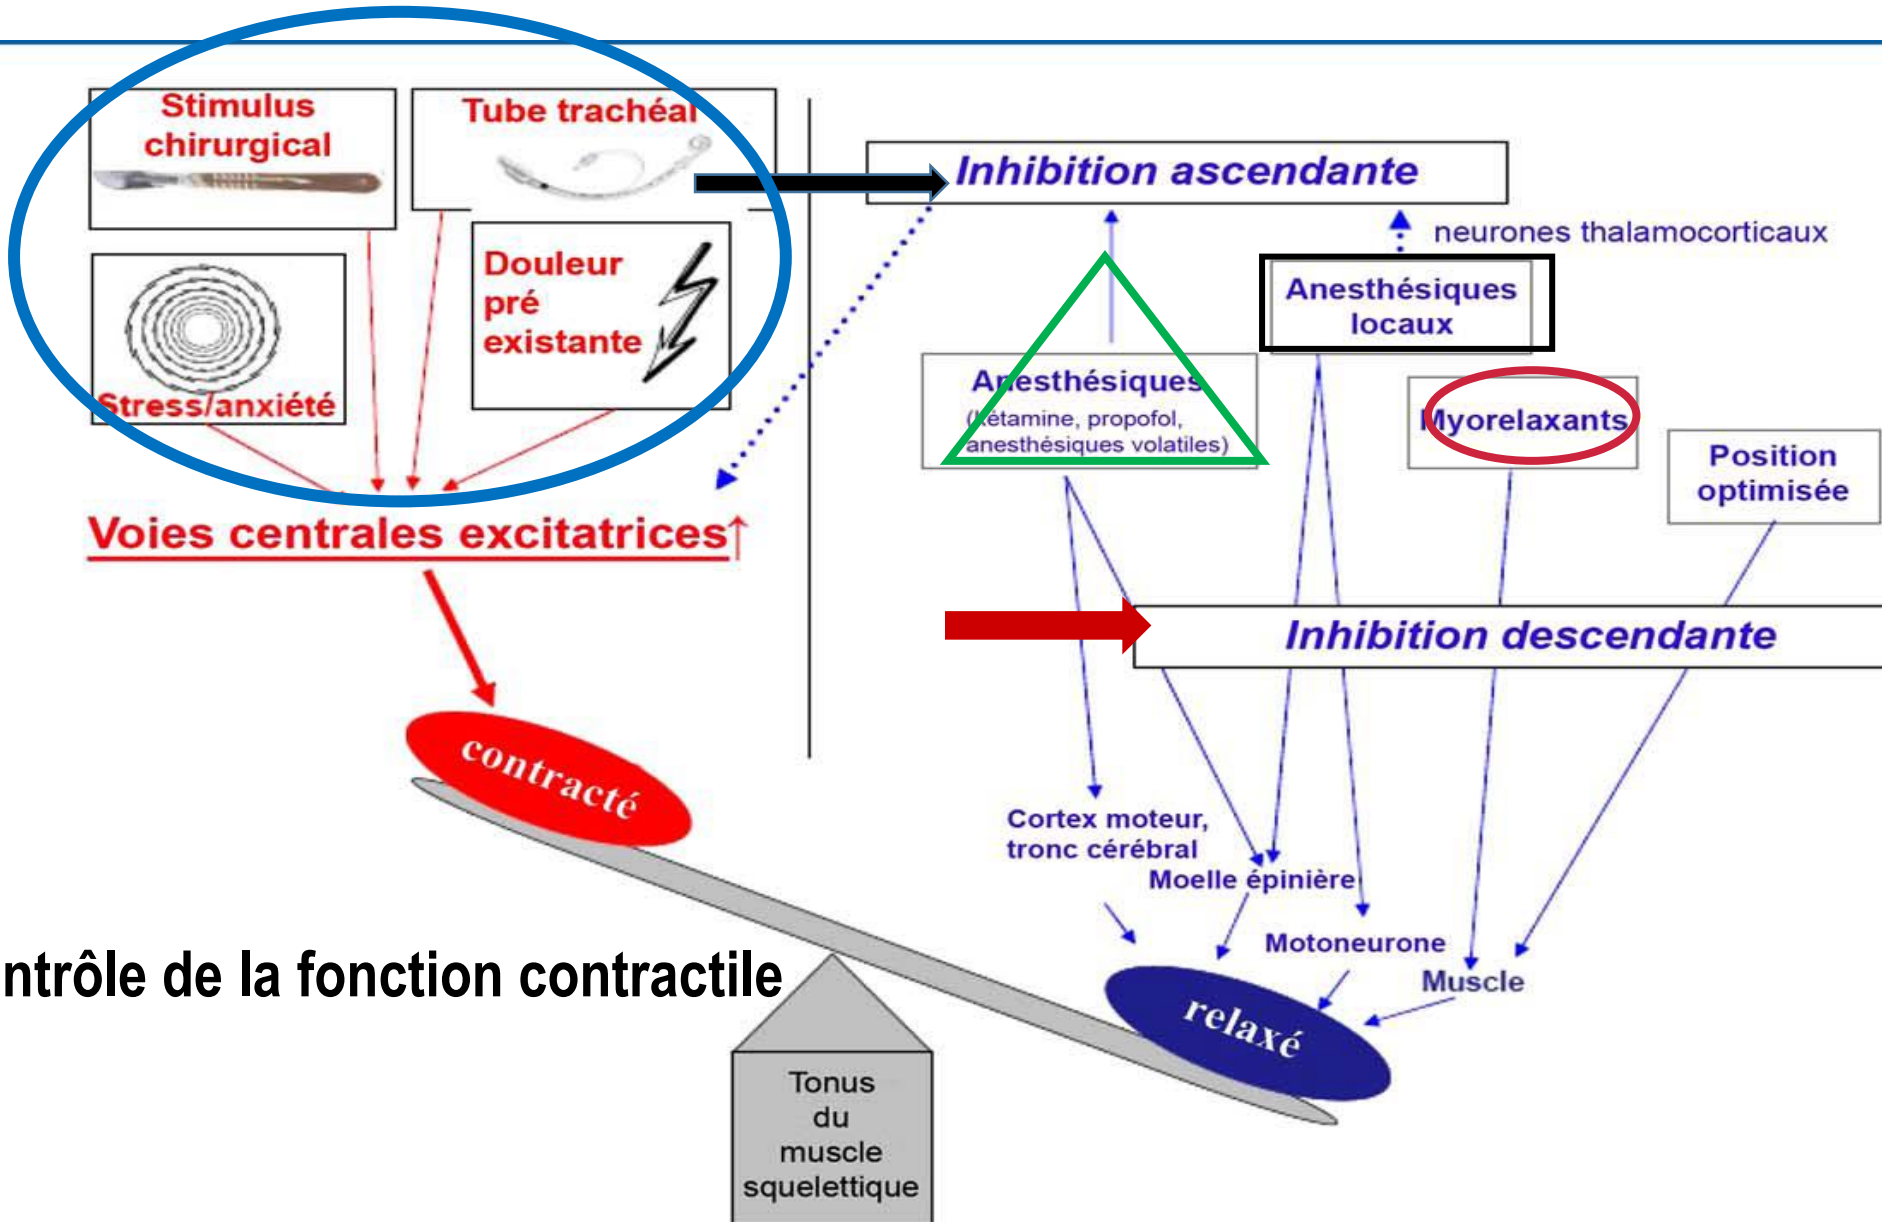 Stimulus
chirurgical
Tube trachéal
Stress/anxiété
Douleur
pré
existante
Voies centrales excitatrices↑
Inhibition ascendante
neurones thalamocorticaux
Anesthésiques
locaux
Anesthésiques
(kétamine, propofol,
anesthésiques volatiles)
Myorelaxants
Position
optimisée
Inhibition descendante
contracté
Cortex moteur,
tronc cérébral
Moelle épinière
Motoneurone
Muscle
relaxé
ntrôle de la fonction contractile
Tonus
du
muscle
squelettique